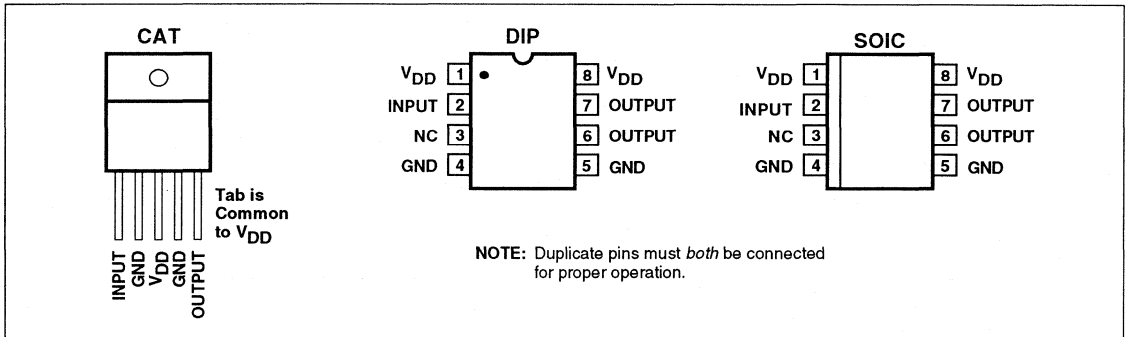 CAT
Tab is
Common
to VDD
INPUT
GND
VDD
GND
OUTPUT
DIP
VDD 1
INPUT 2
NC 3
GND 4
8 VDD
7 OUTPUT
6 OUTPUT
5 GND
SOIC
VDD 1
INPUT 2
NC 3
GND 4
8 VDD
7 OUTPUT
6 OUTPUT
5 GND
NOTE: Duplicate pins must both be connected
for proper operation.